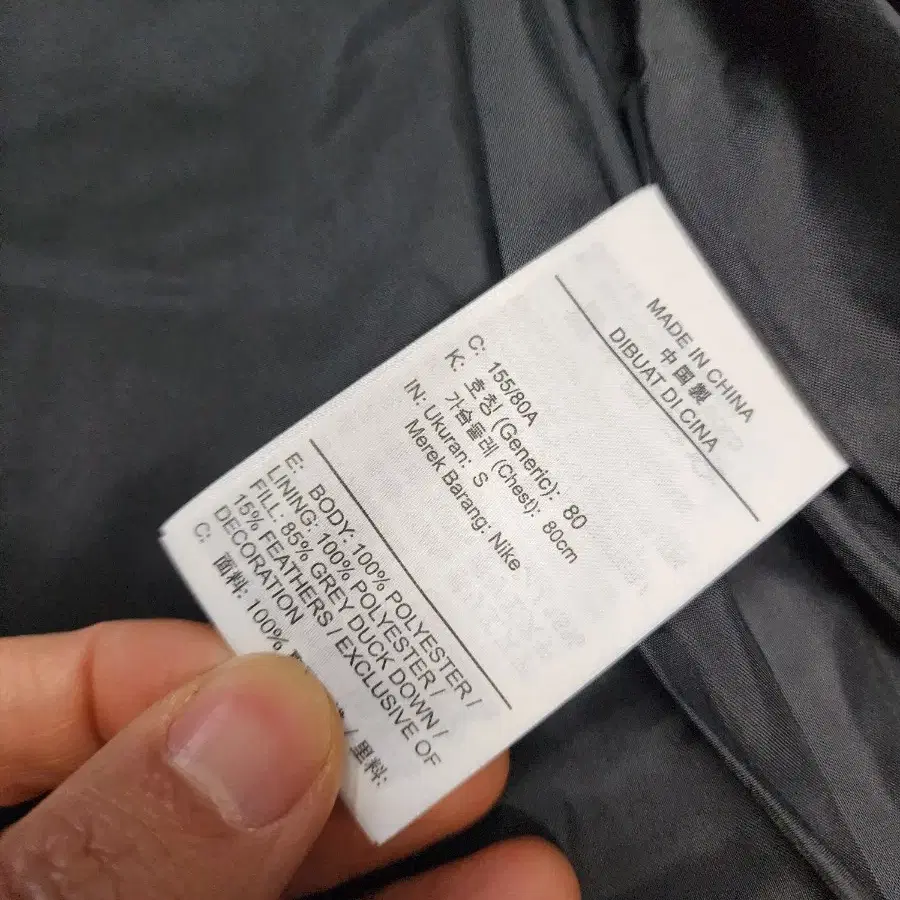 MADE IN CHINA
中国製
DIBUAT DI CINA
C: 155/80A
K: 호칭 (Generic): 80
가슴둘레 (Chest): 80cm
IN: Ukuran: S
Merek Barang: Nike
E: BODY: 100% POLYESTER /
LINING: 100% POLYESTER /
FILL: 85% GREY DUCK DOWN /
15% FEATHERS / EXCLUSIVE OF
DECORATION
C: 面料: 100% / 里料: